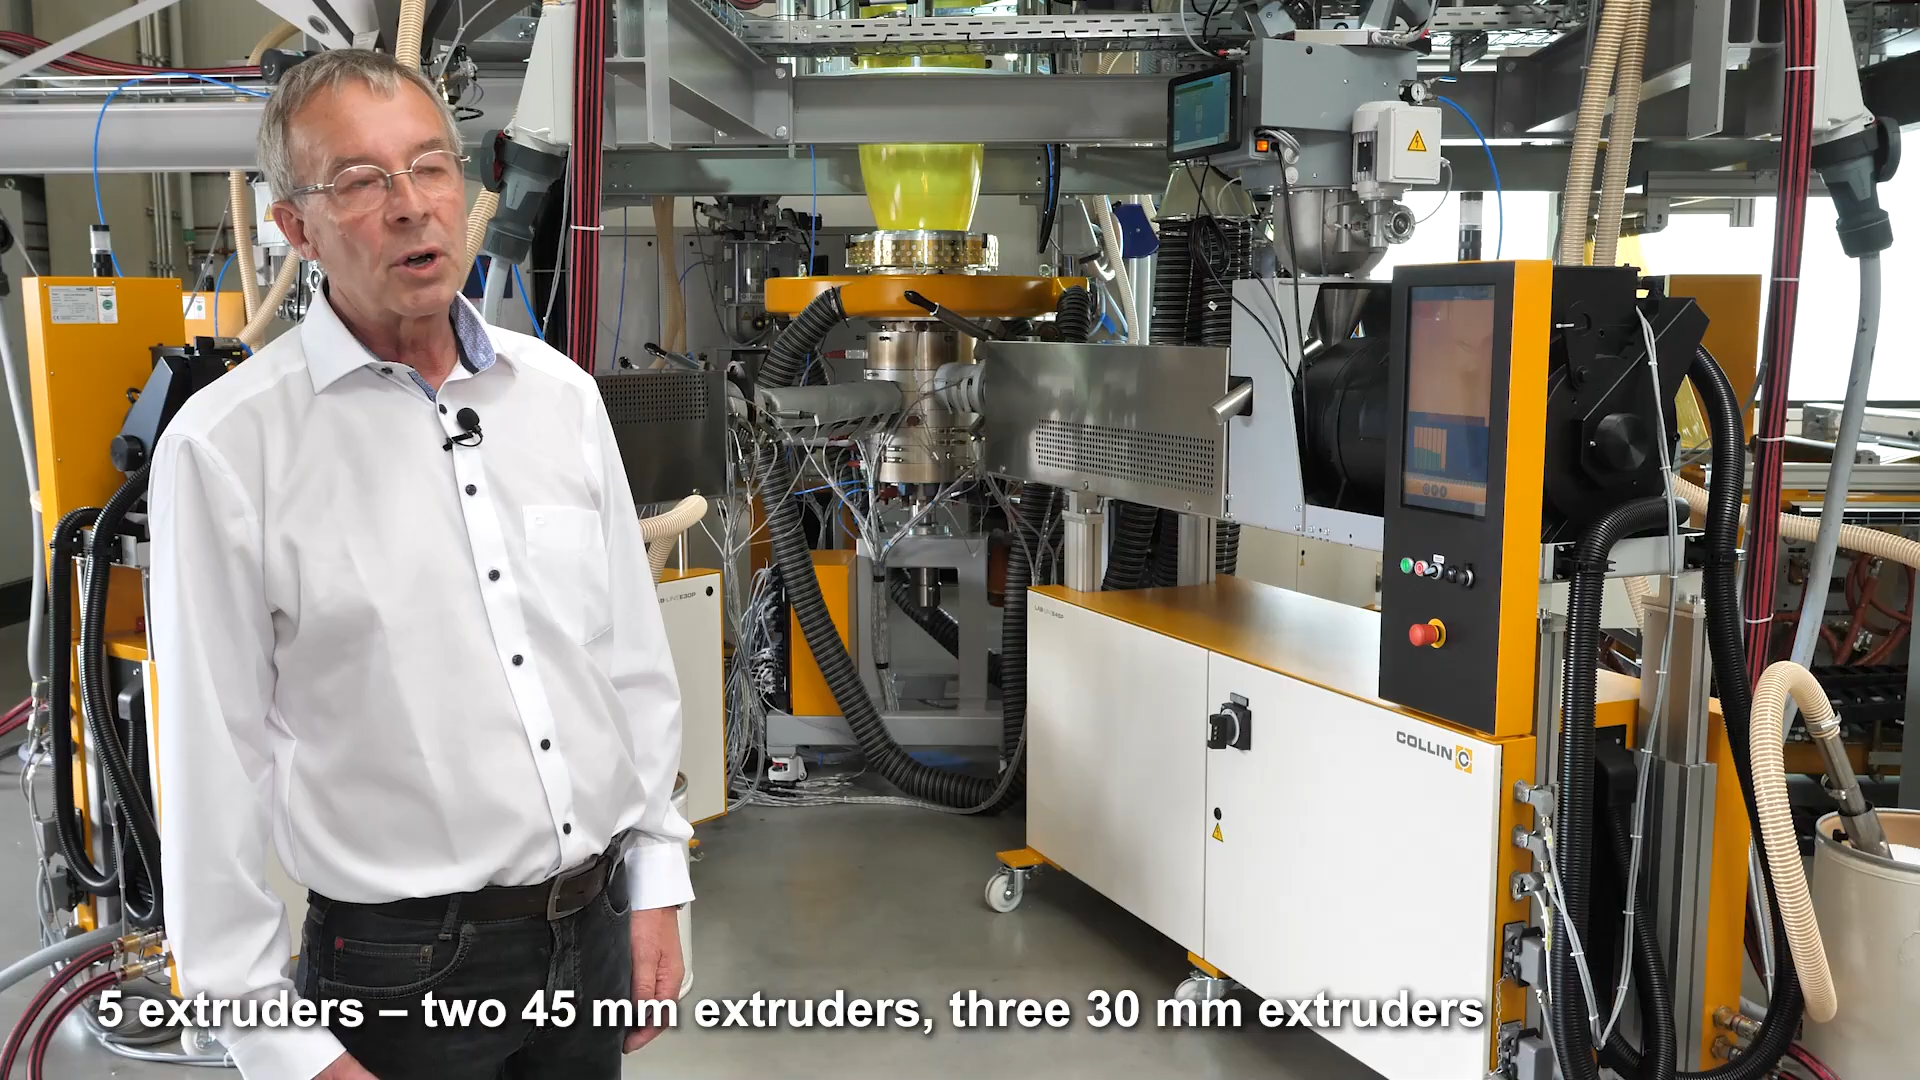 COLLIN
5 extruders – two 45 mm extruders, three 30 mm extruders